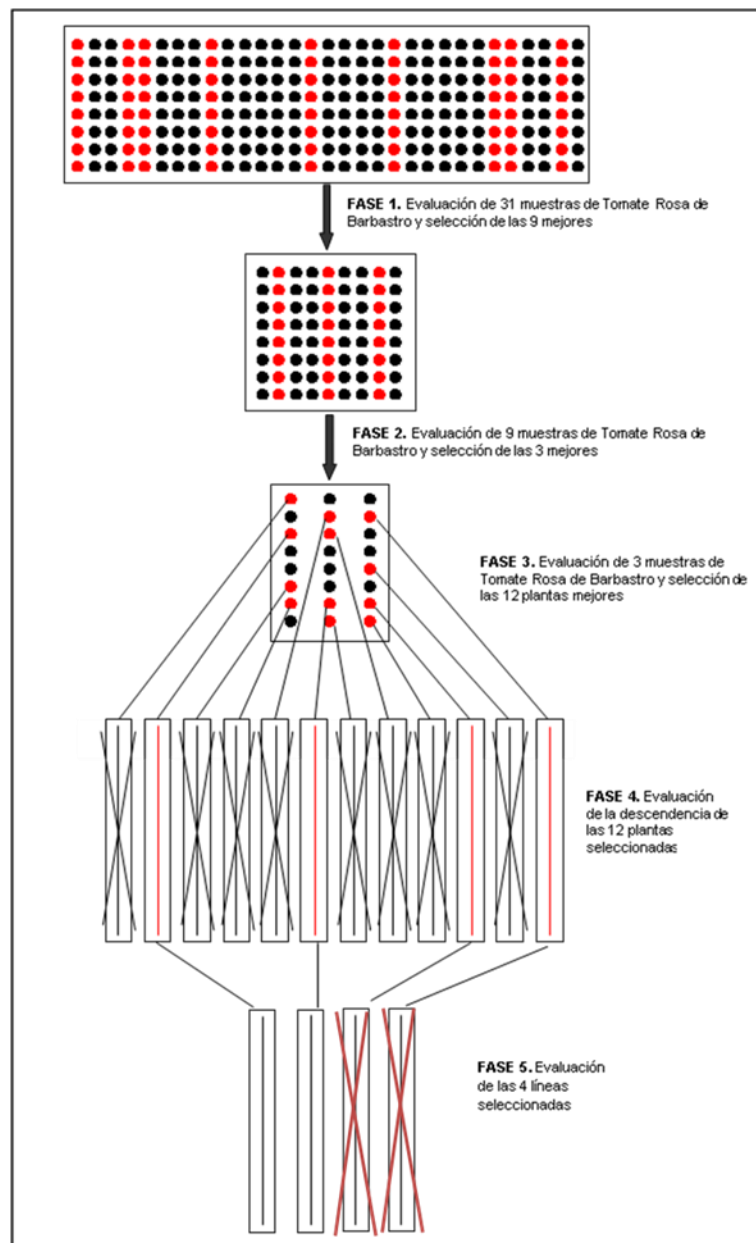 FASE 1. Evaluación de 31 muestras de Tomate Rosa de
Barbastro y selección de las 9 mejores
FASE 2. Evaluación de 9 muestras de Tomate Rosa de
Barbastro y selección de las 3 mejores
FASE 3. Evaluación de 3 muestras de
Tomate Rosa de Barbastro y selección de
las 12 plantas mejores
FASE 4. Evaluación
de la descendencia de
las 12 plantas
seleccionadas
FASE 5. Evaluación
de las 4 líneas
seleccionadas